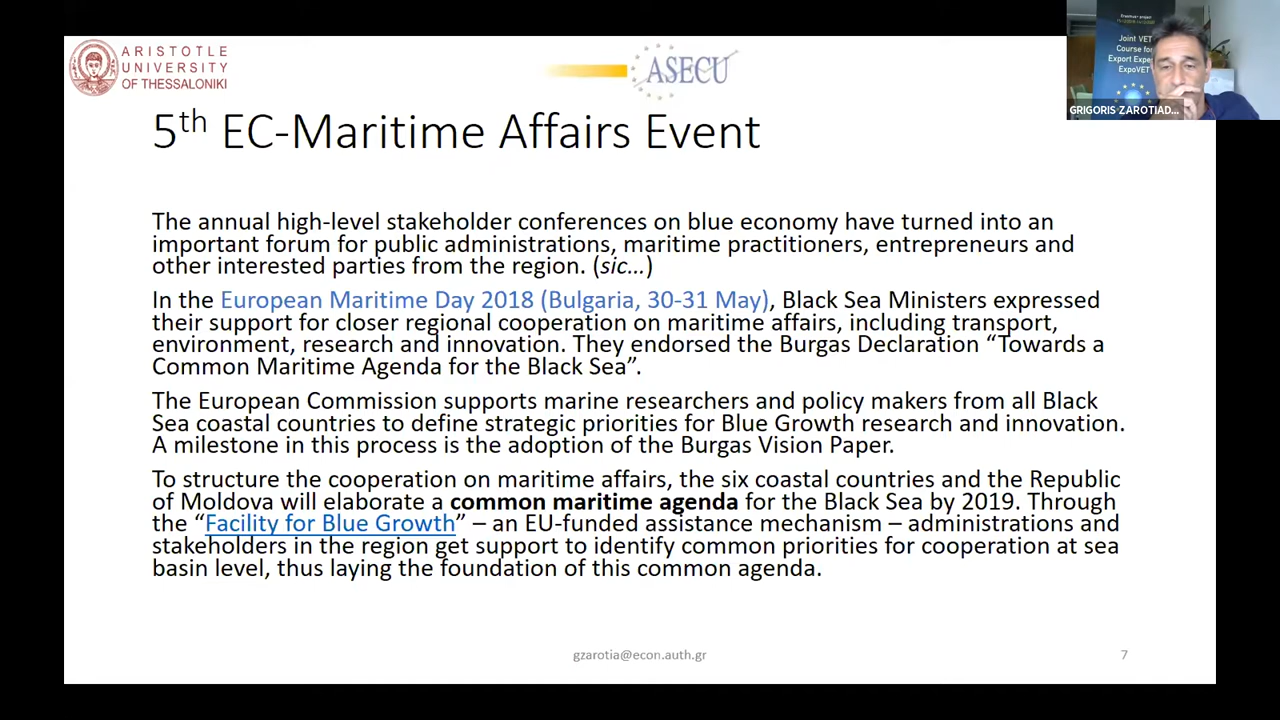 ARISTOTLE
UNIVERSITY
OF THESSALONIKI
ASECU
Joint VET
Course for
Export
ExpoVET
GRIGORIS ZAROTIAD...
5th EC-Maritime Affairs Event
The annual high-level stakeholder conferences on blue economy have turned into an
important forum for public administrations, maritime practitioners, entrepreneurs and
other interested parties from the region. (sic…)
In the European Maritime Day 2018 (Bulgaria, 30-31 May), Black Sea Ministers expressed
their support for closer regional cooperation on maritime affairs, including transport,
environment, research and innovation. They endorsed the Burgas Declaration “Towards a
Common Maritime Agenda for the Black Sea”.
The European Commission supports marine researchers and policy makers from all Black
Sea coastal countries to define strategic priorities for Blue Growth research and innovation.
A milestone in this process is the adoption of the Burgas Vision Paper.
To structure the cooperation on maritime affairs, the six coastal countries and the Republic
of Moldova will elaborate a common maritime agenda for the Black Sea by 2019. Through
the “Facility for Blue Growth” – an EU-funded assistance mechanism – administrations and
stakeholders in the region get support to identify common priorities for cooperation at sea
basin level, thus laying the foundation of this common agenda.
gzarotia@econ.auth.gr
7